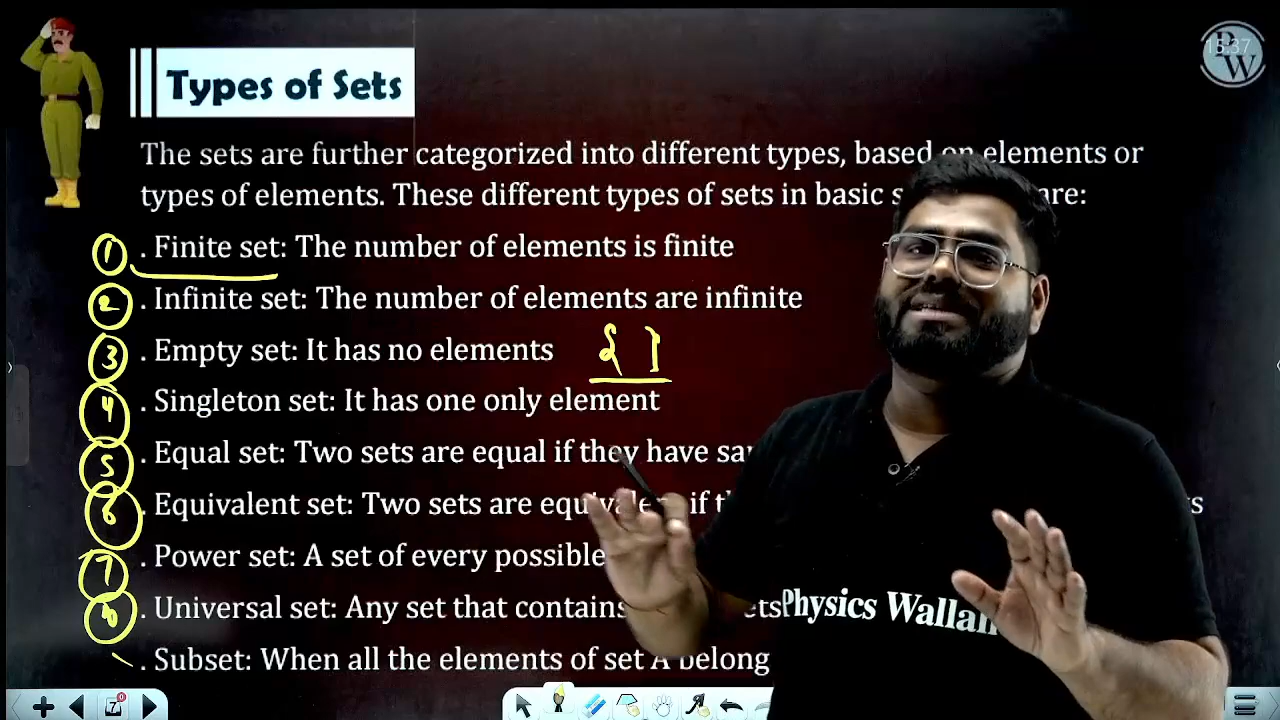 PW
15:37
Types of Sets
The sets are further categorized into different types, based on elements or
types of elements. These different types of sets in basic are:
1 . Finite set: The number of elements is finite
2 . Infinite set: The number of elements are infinite
3 . Empty set: It has no elements { }
4 . Singleton set: It has one only element
5 . Equal set: Two sets are equal if they have
6 . Equivalent set: Two sets are equivalent if
7 . Power set: A set of every possible
8 . Universal set: Any set that contains
. Subset: When all the elements of set A belong
Physics Wallah